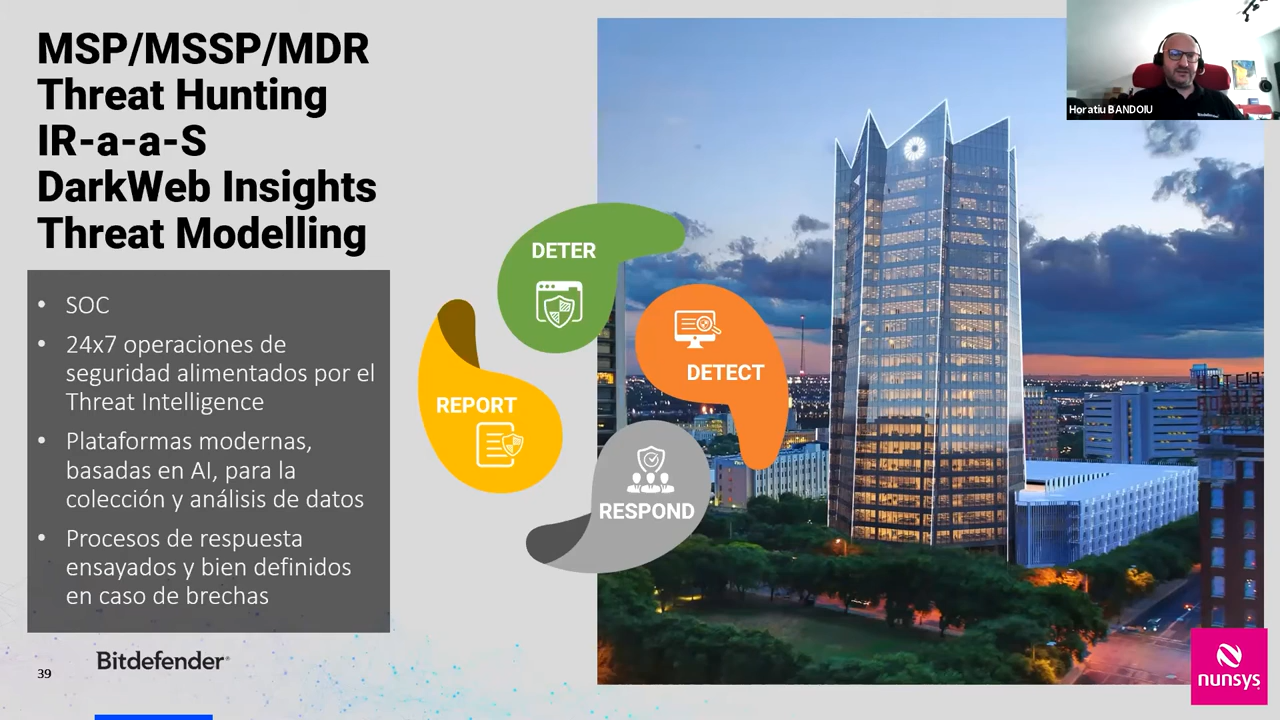 MSP/MSSP/MDR
Threat Hunting
IR-a-a-S
DarkWeb Insights
Threat Modelling
• SOC
• 24x7 operaciones de
seguridad alimentados por el
Threat Intelligence
• Plataformas modernas,
basadas en AI, para la
colección y análisis de datos
• Procesos de respuesta
ensayados y bien definidos
en caso de brechas
DETER
DETECT
REPORT
RESPOND
Horatiu BANDOIU
Bitdefender
39
Bitdefender
nunsys